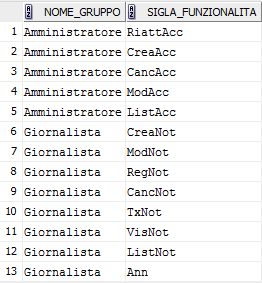 NOME_GRUPPO SIGLA_FUNZIONALITA
1 Amministratore RiattAcc
2 Amministratore CreaAcc
3 Amministratore CancAcc
4 Amministratore ModAcc
5 Amministratore ListAcc
6 Giornalista CreaNot
7 Giornalista ModNot
8 Giornalista RegNot
9 Giornalista CancNot
10 Giornalista TxNot
11 Giornalista VisNot
12 Giornalista ListNot
13 Giornalista Ann